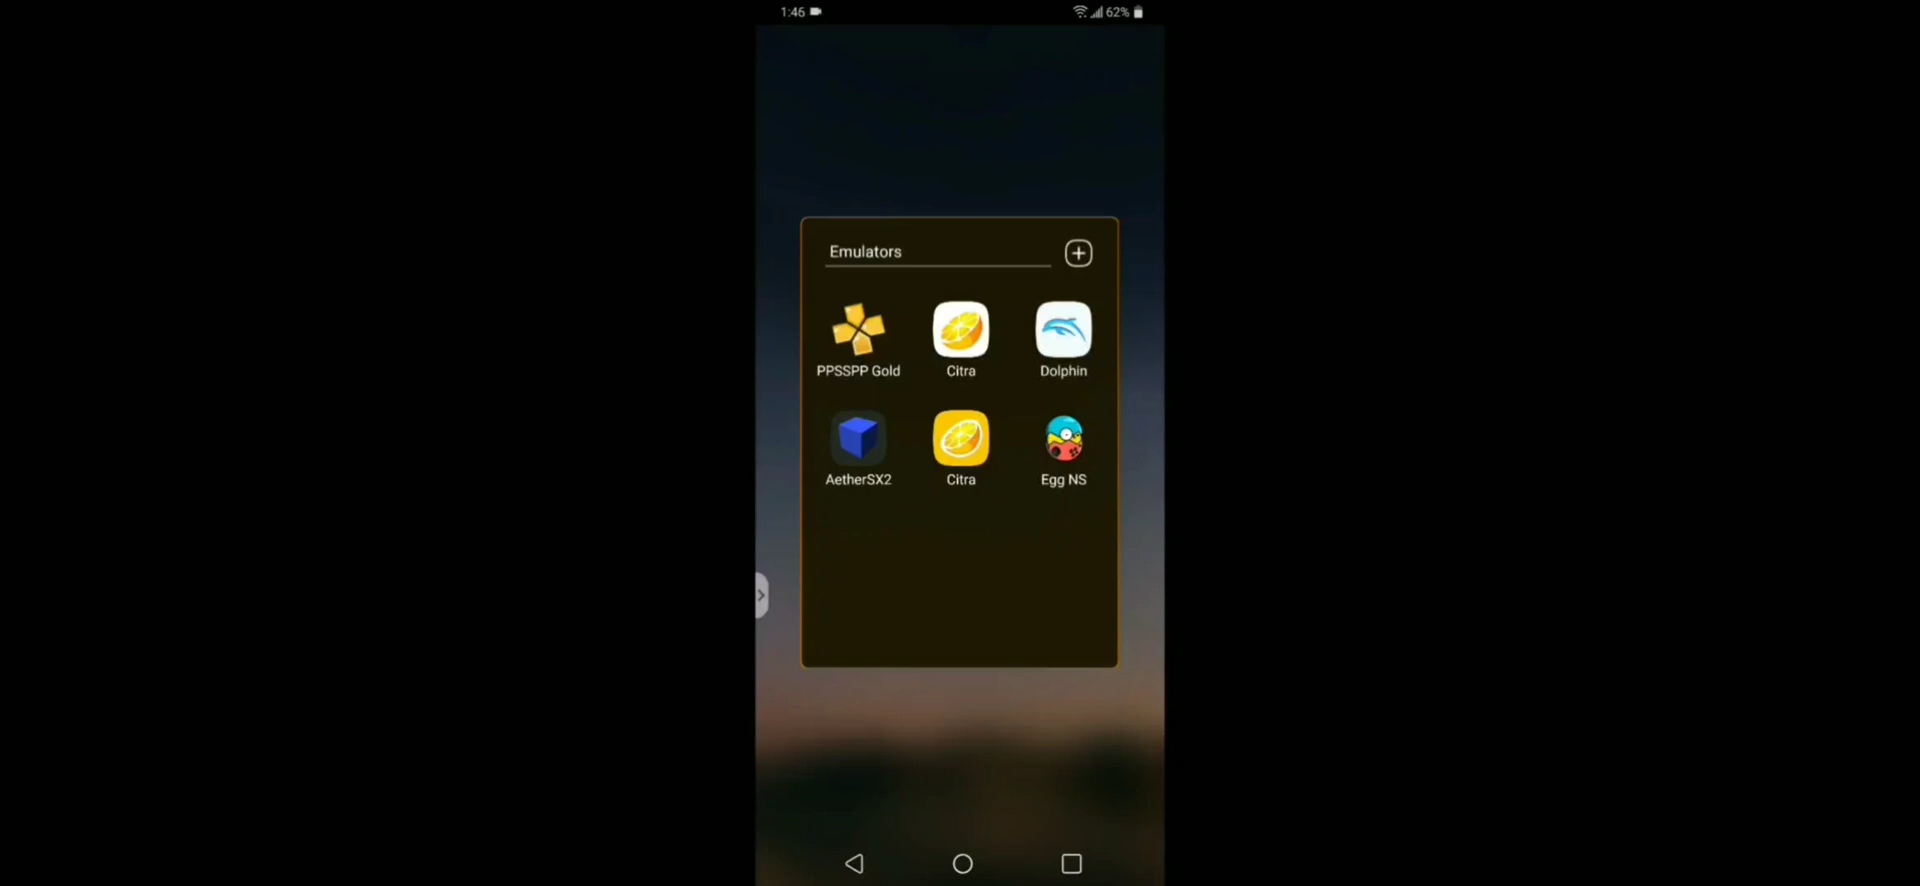 1:46 62%
Emulators
PPSSPP Gold Citra Dolphin
AetherSX2 Citra Egg NS